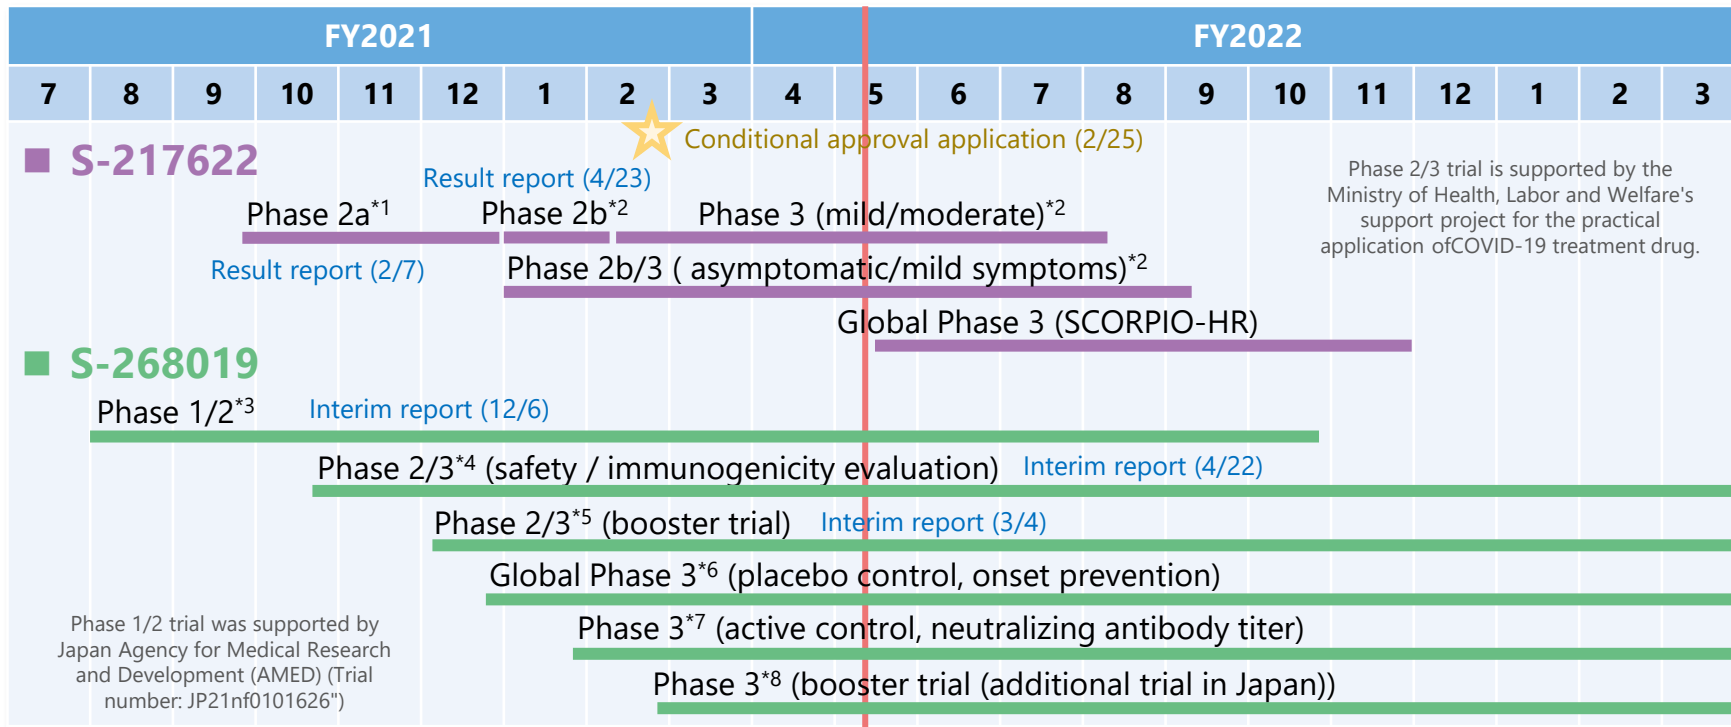 FY2021 FY2022
7 8 9 10 11 12 1 2 3 4 5 6 7 8 9 10 11 12 1 2 3
Conditional approval application (2/25)
■ S-217622
Result report (4/23)
Phase 2a*1 Phase 2b*2 Phase 3 (mild/moderate)*2
Result report (2/7)
Phase 2b/3 ( asymptomatic/mild symptoms)*2
Global Phase 3 (SCORPIO-HR)
Phase 2/3 trial is supported by the
Ministry of Health, Labor and Welfare's
support project for the practical
application ofCOVID-19 treatment drug.
■ S-268019
Phase 1/2*3 Interim report (12/6)
Phase 2/3*4 (safety / immunogenicity evaluation) Interim report (4/22)
Phase 2/3*5 (booster trial) Interim report (3/4)
Global Phase 3*6 (placebo control, onset prevention)
Phase 3*7 (active control, neutralizing antibody titer)
Phase 3*8 (booster trial (additional trial in Japan))
Phase 1/2 trial was supported by
Japan Agency for Medical Research
and Development (AMED) (Trial
number: JP21nf0101626")